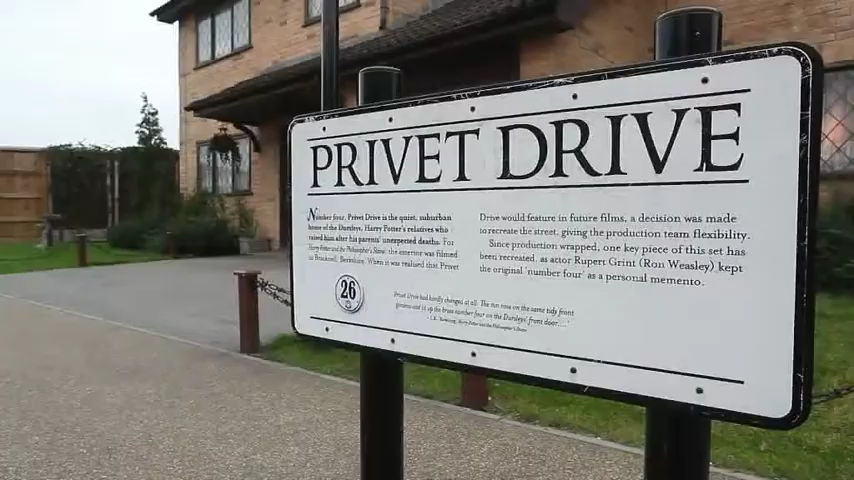 PRIVET DRIVE
Number four, Privet Drive is the quiet, suburban
home of the Dursleys, Harry Potter's relatives who
raised him after his parents' unexpected deaths. For
Harry Potter and the Philosopher's Stone, the exterior was filmed
in Bracknell, Berkshire. When it was realised that Privet
Drive would feature in future films, a decision was made
to recreate the street, giving the production team flexibility.
Since production wrapped, one key piece of this set has
been recreated, as actor Rupert Grint (Ron Weasley) kept
the original 'number four' as a personal memento.
26
Privet Drive had hardly changed at all. The sun rose on the same tidy front
gardens and lit up the brass number four on the Dursleys' front door....
- J.K. Rowling, Harry Potter and the Philosopher's Stone